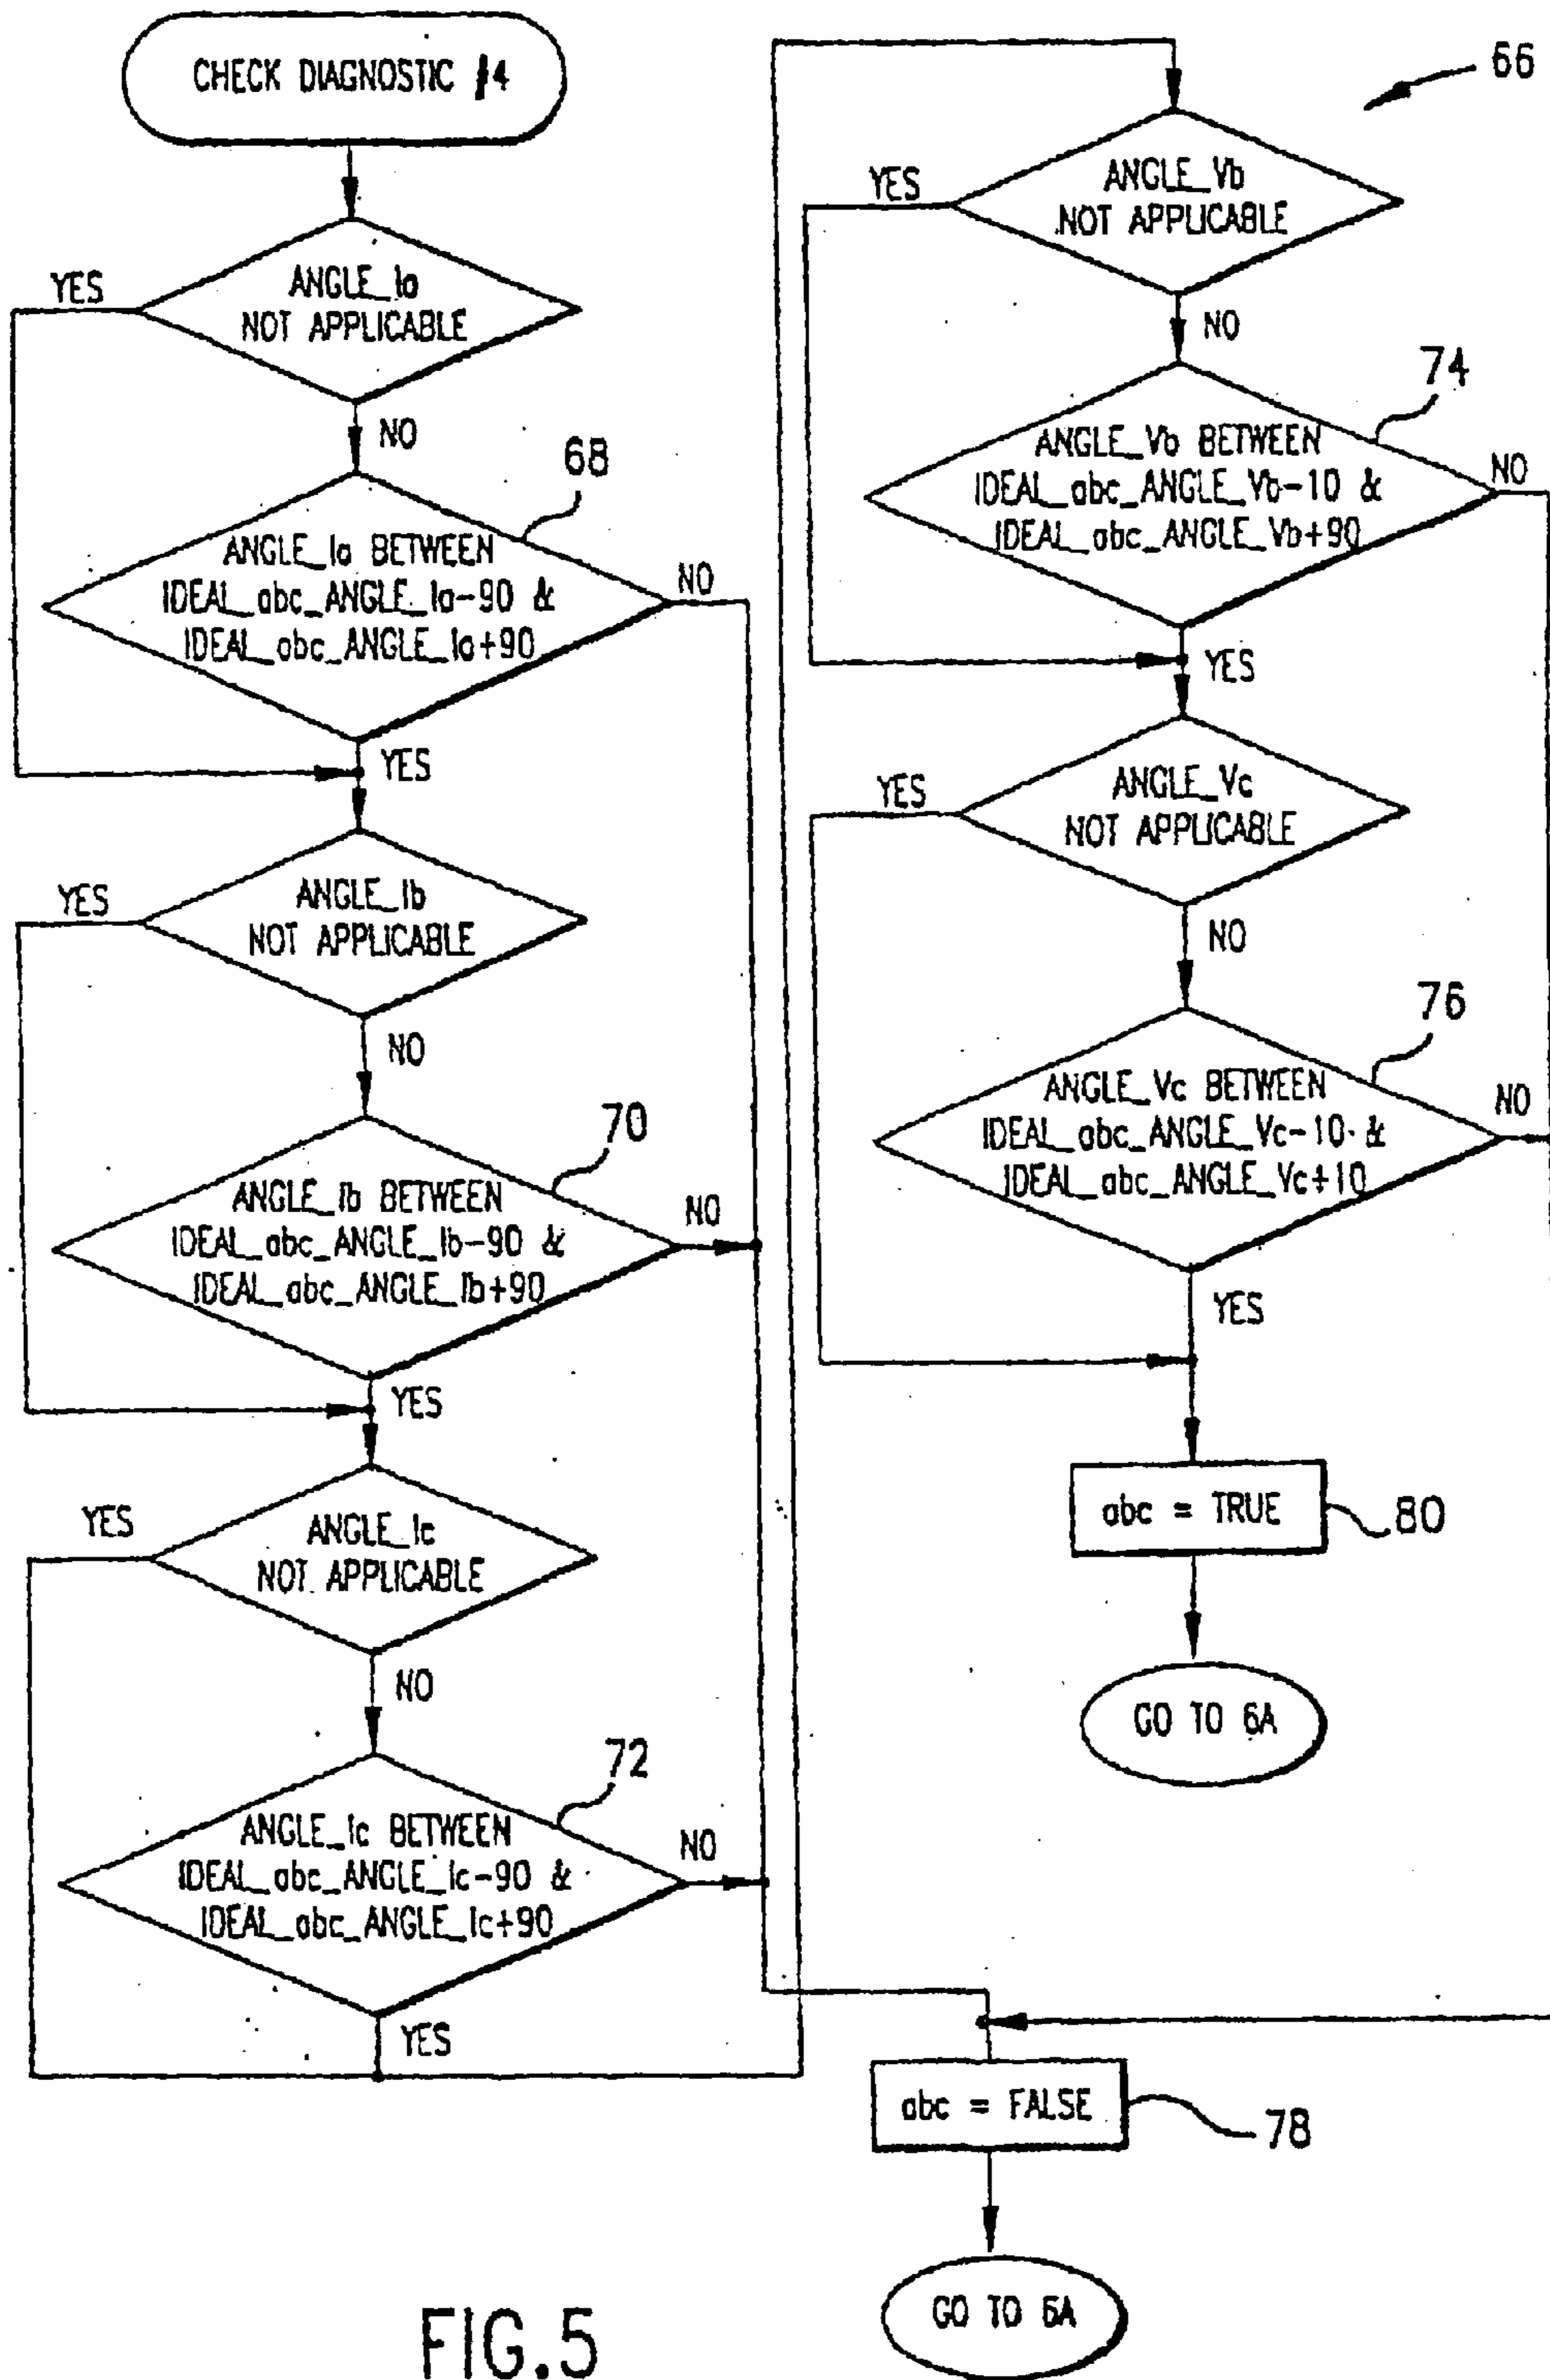 CHECK DIAGNOSTIC #4
ANGLE_Ia
NOT APPLICABLE
YES
NO
68
ANGLE_Ia BETWEEN
IDEAL_abc_ANGLE_Ia-90 &
IDEAL_abc_ANGLE_Ia+90
NO
YES
ANGLE_Ib
NOT APPLICABLE
YES
NO
70
ANGLE_Ib BETWEEN
IDEAL_abc_ANGLE_Ib-90 &
IDEAL_abc_ANGLE_Ib+90
NO
YES
ANGLE_Ic
NOT APPLICABLE
YES
NO
72
ANGLE_Ic BETWEEN
IDEAL_abc_ANGLE_Ic-90 &
IDEAL_abc_ANGLE_Ic+90
NO
YES
66
ANGLE_Vb
NOT APPLICABLE
YES
NO
74
ANGLE_Vb BETWEEN
IDEAL_abc_ANGLE_Vb-10 &
IDEAL_abc_ANGLE_Vb+90
NO
YES
ANGLE_Vc
NOT APPLICABLE
YES
NO
76
ANGLE_Vc BETWEEN
IDEAL_abc_ANGLE_Vc-10 &
IDEAL_abc_ANGLE_Vc+10
NO
YES
abc = TRUE
80
GO TO 6A
abc = FALSE
78
GO TO 6A
FIG.5